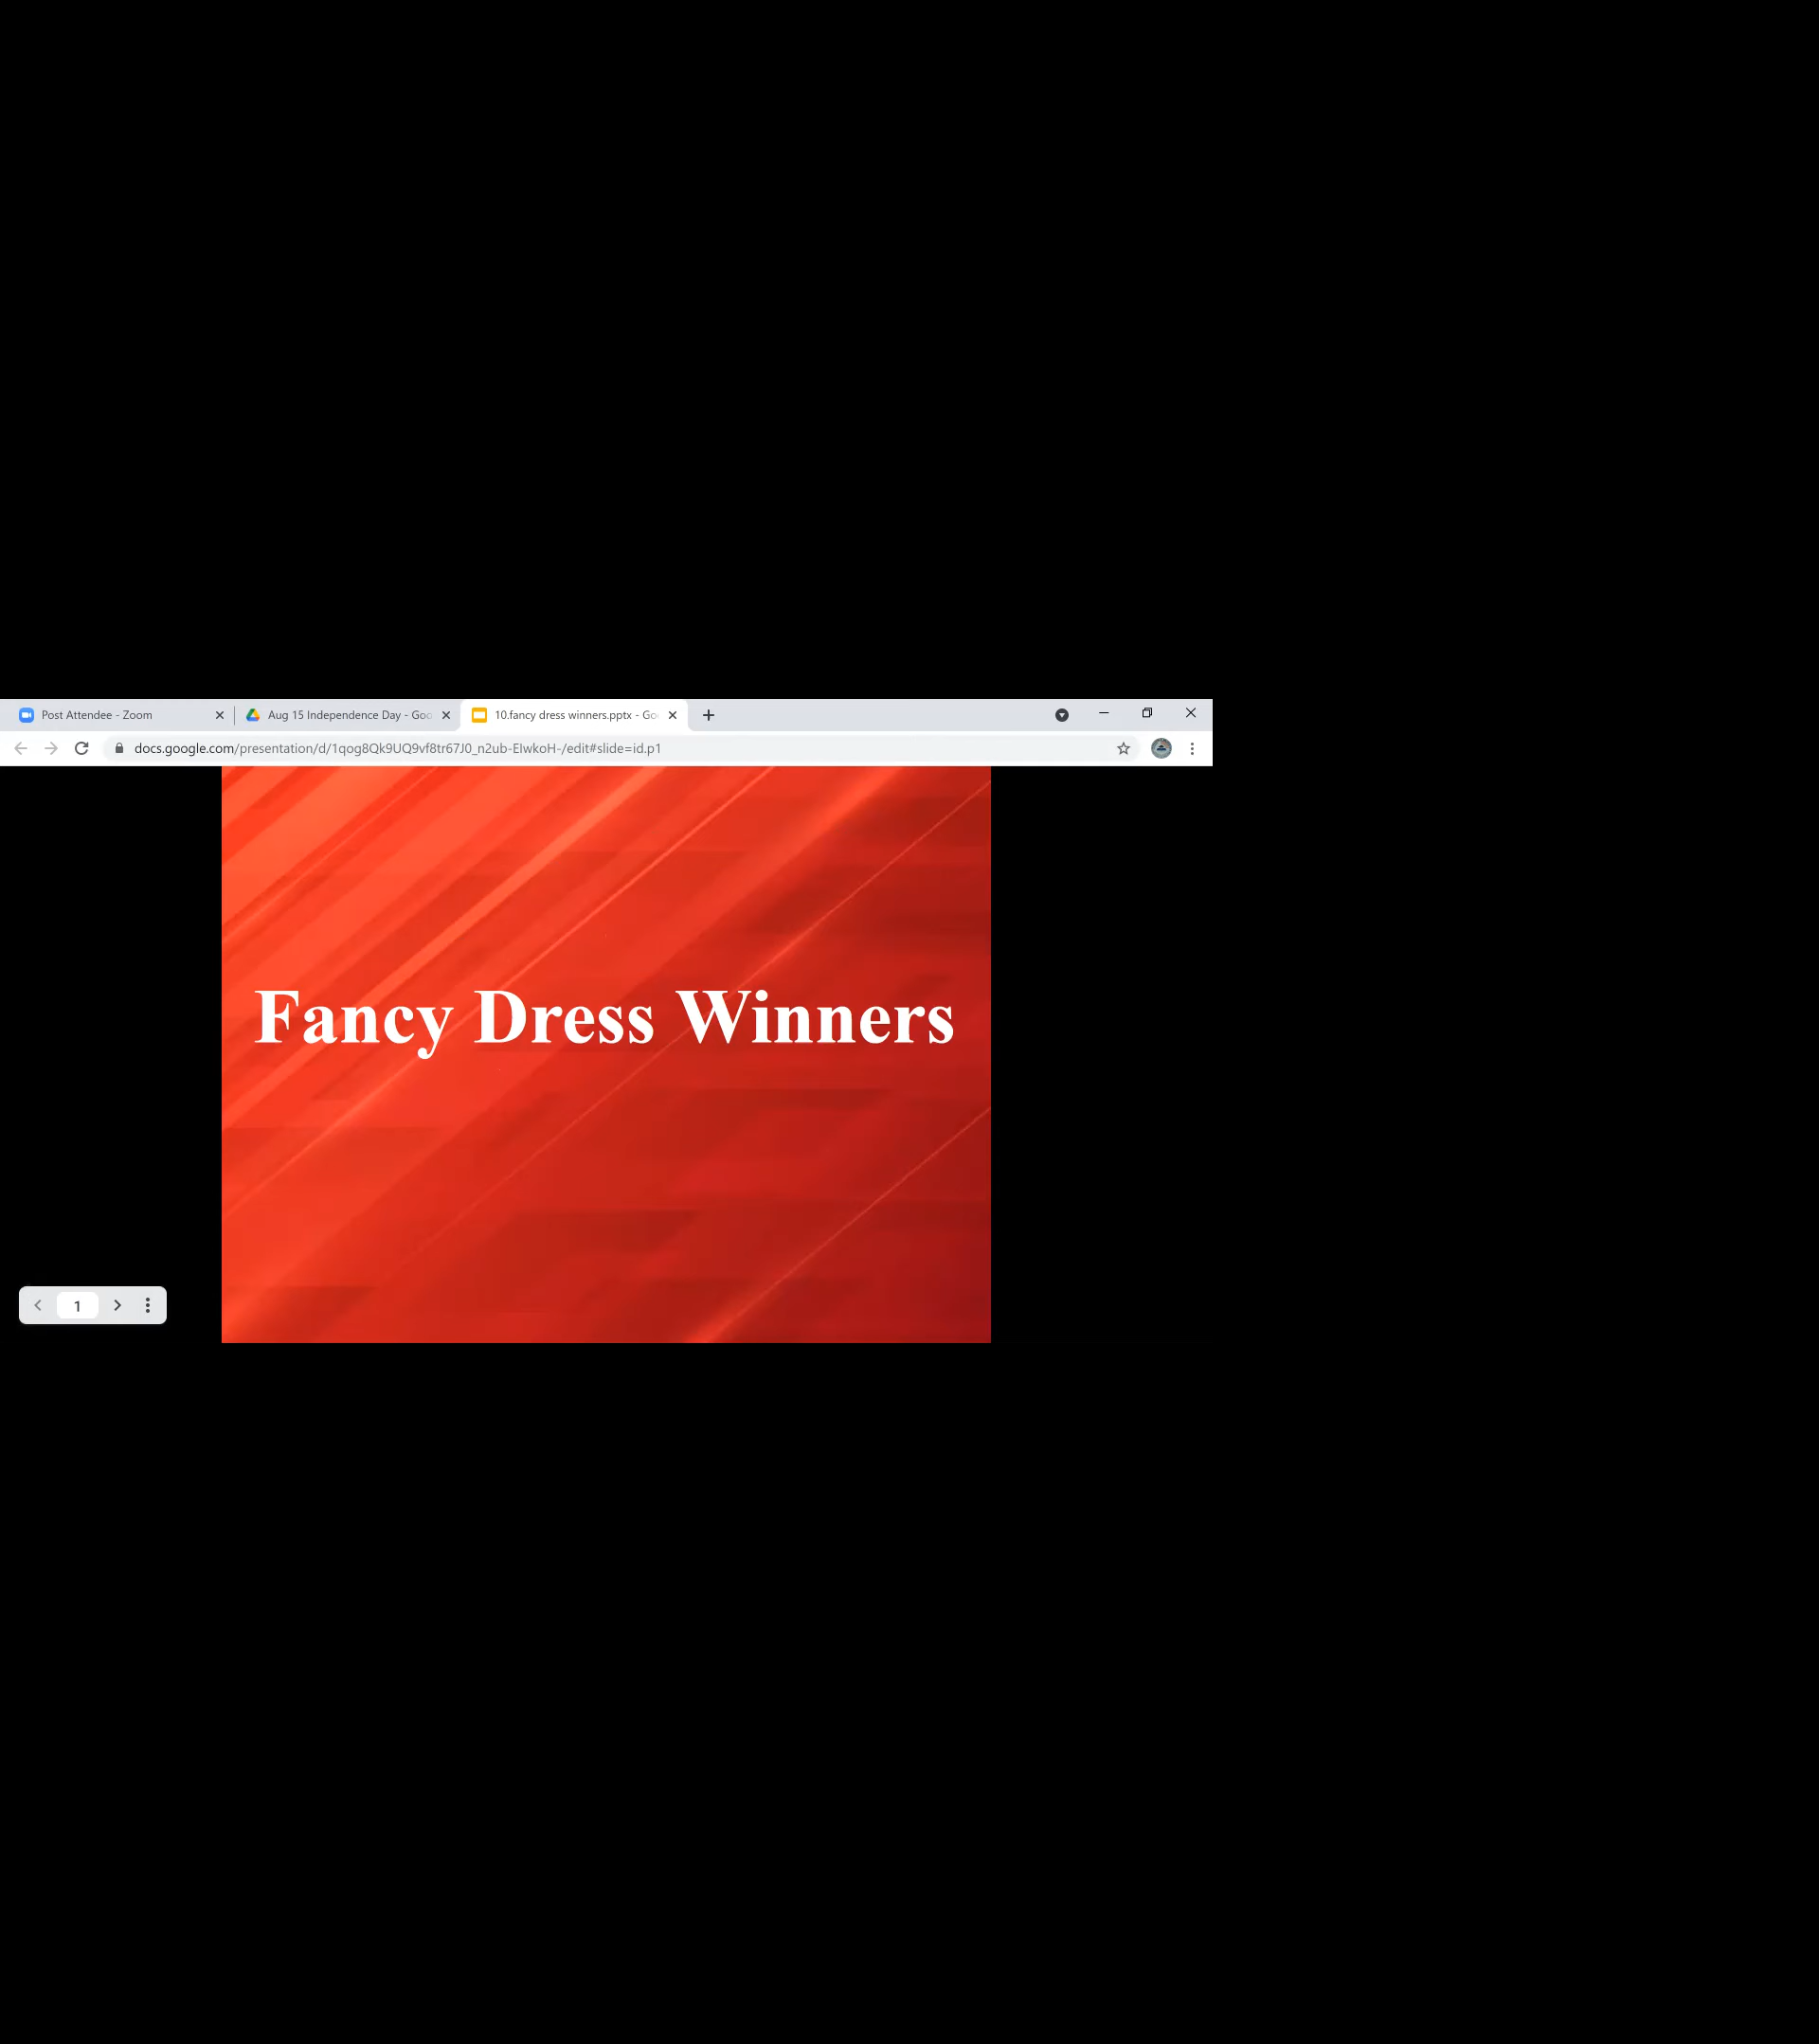 Post Attendee - Zoom
Aug 15 Independence Day - Goo
10.fancy dress winners.pptx - Go
docs.google.com/presentation/d/1qog8Qk9UQ9vf8tr67J0_n2ub-EIwkoH-/edit#slide=id.p1
Fancy Dress Winners
1